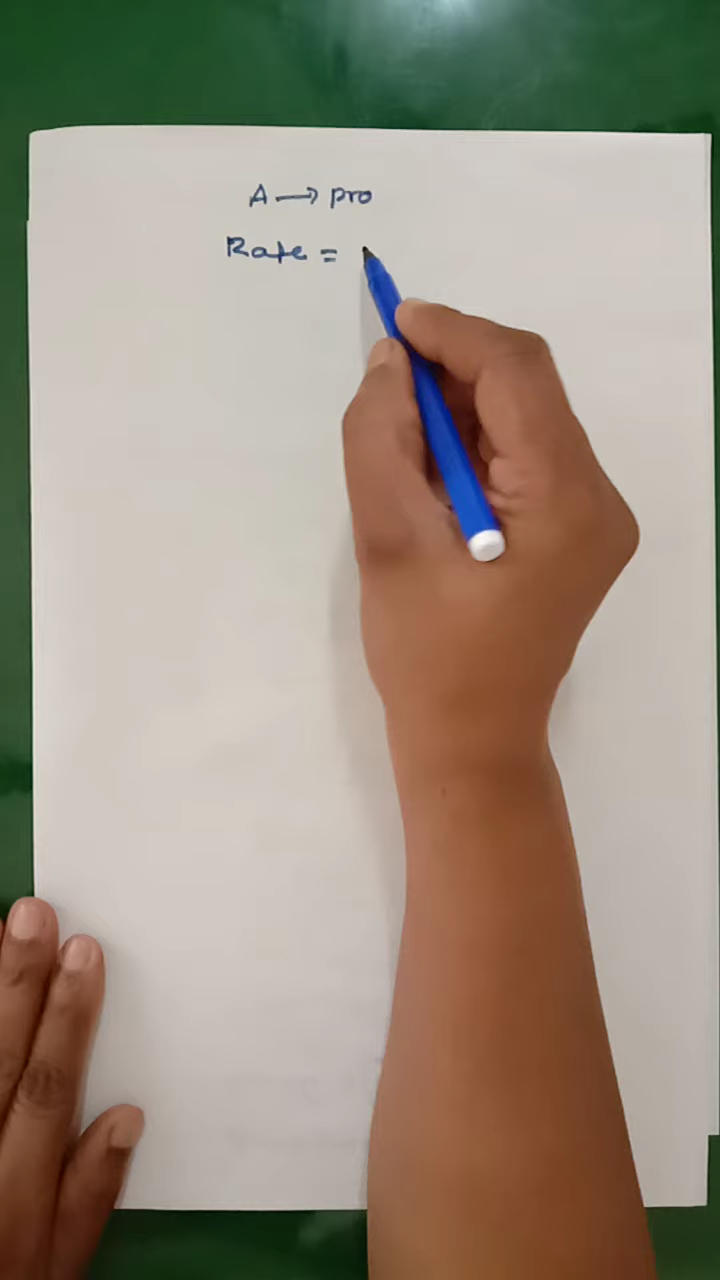 A → pro
Rate =